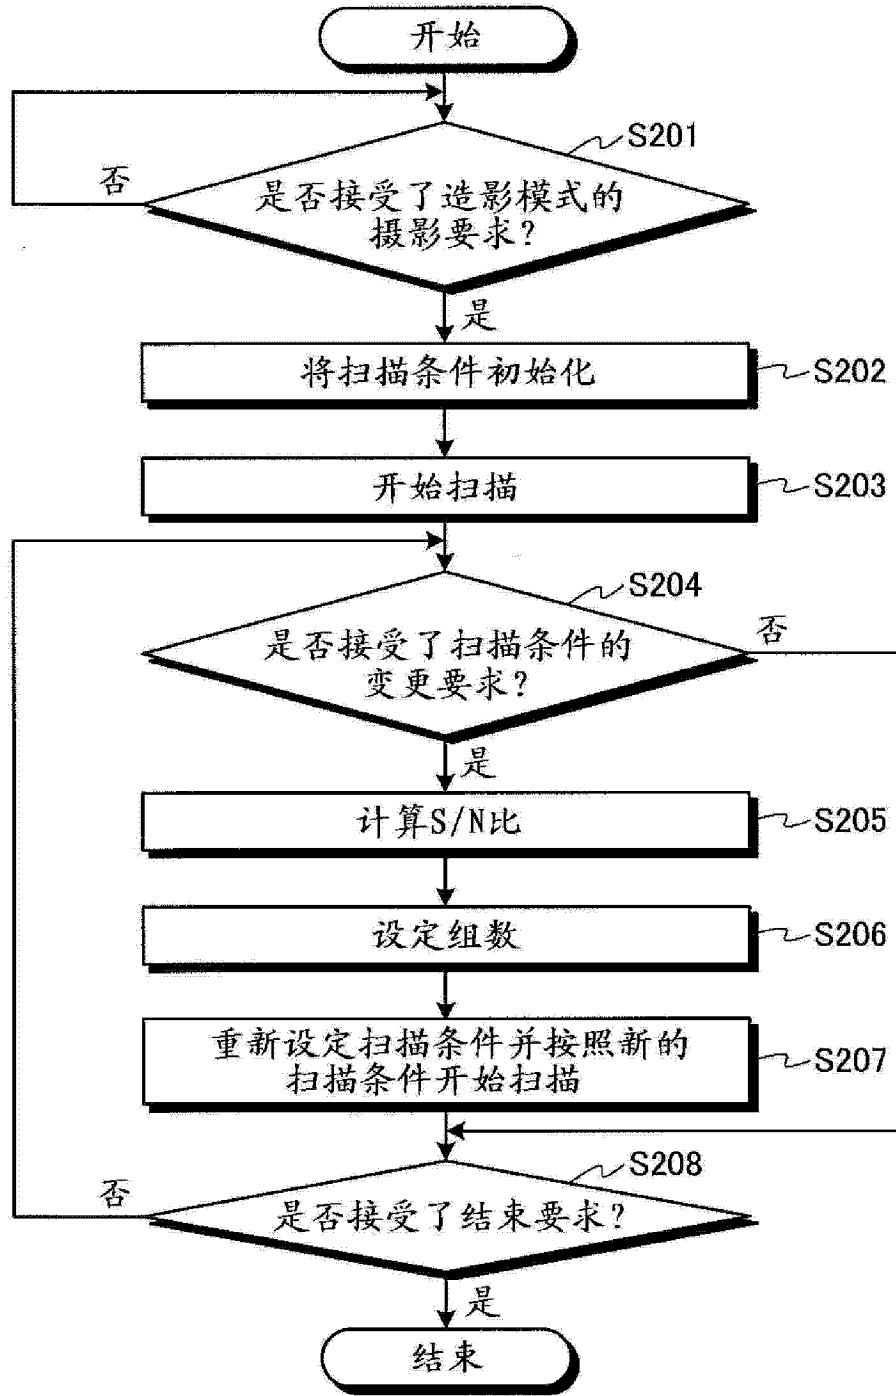 开始
S201
否
是否接受了造影模式的
摄影要求？
是
将扫描条件初始化
S202
开始扫描
S203
S204
是否接受了扫描条件的
变更要求？
否
是
计算S/N比
S205
设定组数
S206
重新设定扫描条件并按照新的
扫描条件开始扫描
S207
S208
否
是否接受了结束要求？
是
结束